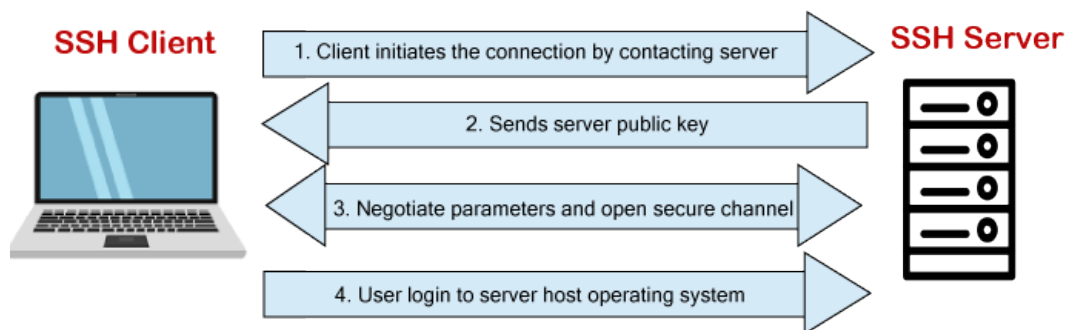 SSH Client
SSH Server
1. Client initiates the connection by contacting server
2. Sends server public key
3. Negotiate parameters and open secure channel
4. User login to server host operating system